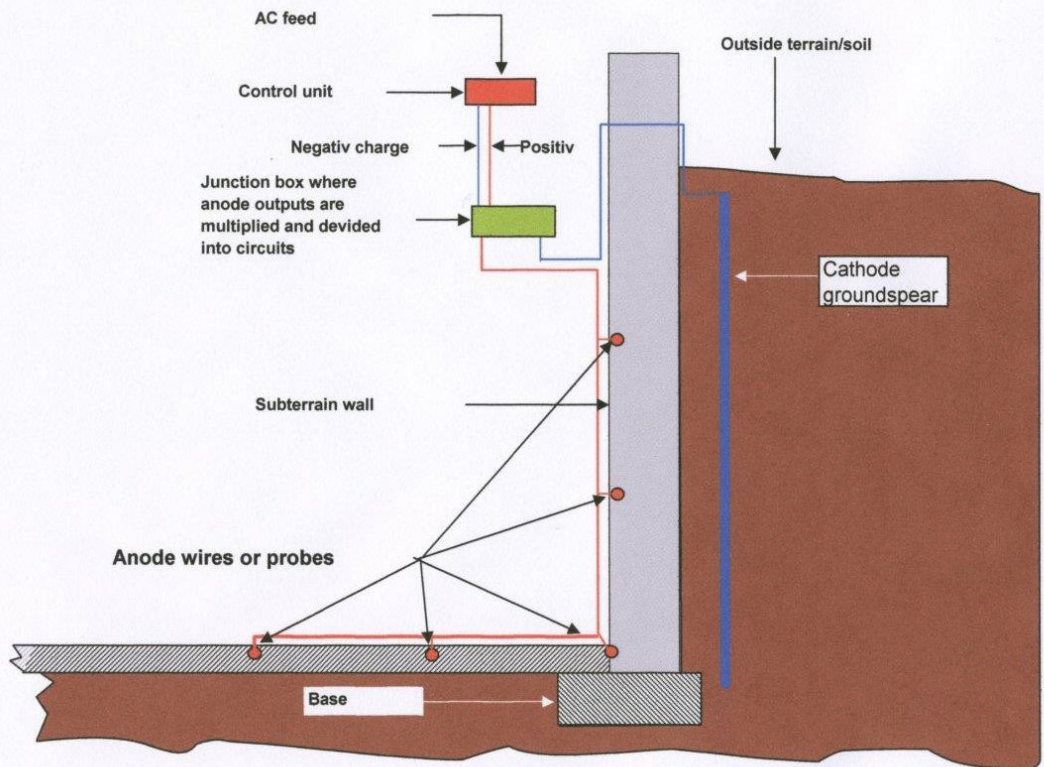 AC feed
Outside terrain/soil
Control unit
Negativ charge
Positiv
Junction box where
anode outputs are
multiplied and devided
into circuits
Cathode
groundspear
Subterrain wall
Anode wires or probes
Base